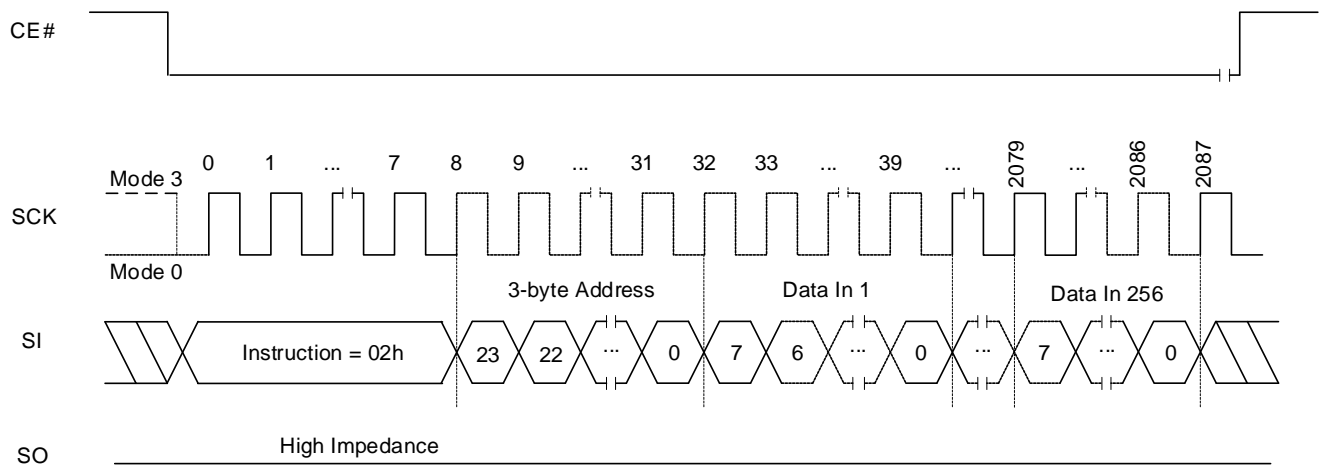 CE#
0 1 ... 7 8 9 ... 31 32 33 ... 39 ... 2079 ... 2086 2087
Mode 3
SCK
Mode 0
3-byte Address Data In 1 Data In 256
SI Instruction = 02h 23 22 ... 0 7 6 ... 0 ... 7 ... 0
High Impedance
SO